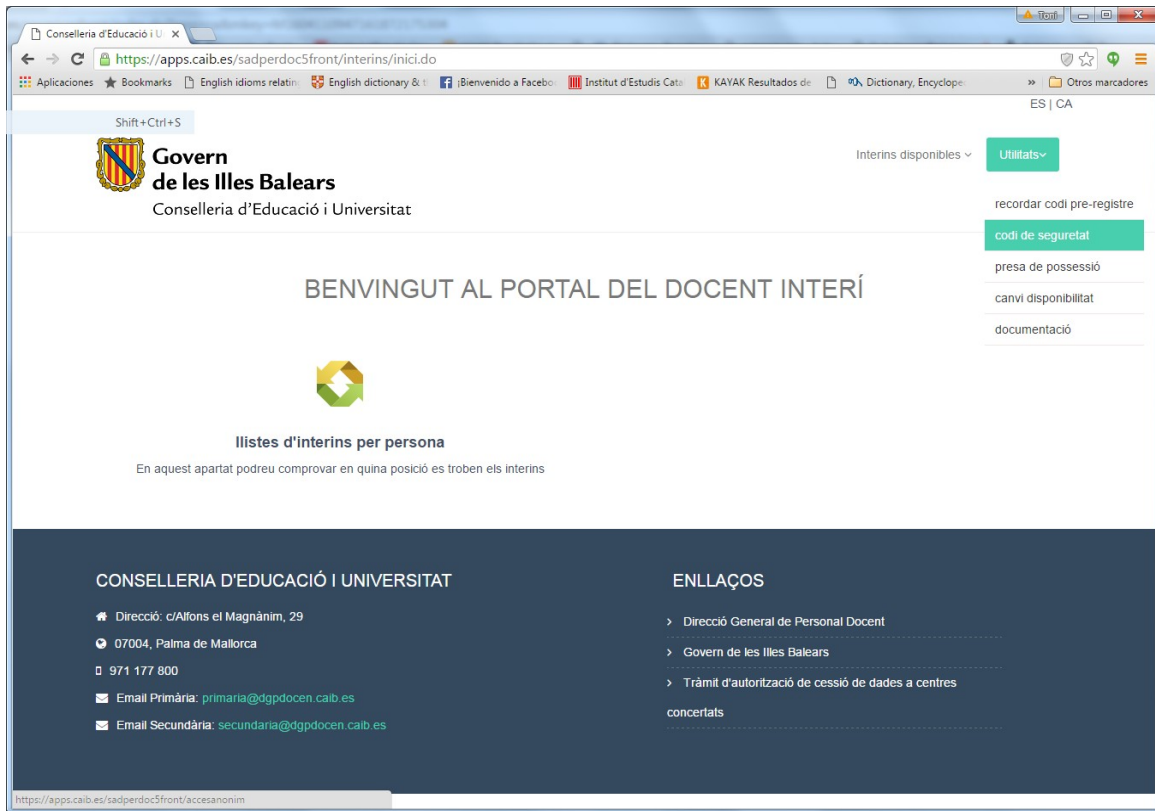 Toni
Conselleria d'Educació i U
https://apps.caib.es/sadperdoc5front/interins/inici.do
Aplicaciones Bookmarks English idioms relatin English dictionary & t ¡Bienvenido a Facebo Institut d'Estudis Cata KAYAK Resultados de Dictionary, Encyclope » Otros marcadores
ES | CA
Shift+Ctrl+S
Govern
de les Illes Balears
Conselleria d'Educació i Universitat
Interins disponibles
Utilitats
recordar codi pre-registre
codi de seguretat
presa de possessió
canvi disponibilitat
documentació
BENVINGUT AL PORTAL DEL DOCENT INTERÍ
llistes d'interins per persona
En aquest apartat podreu comprovar en quina posició es troben els interins
CONSELLERIA D'EDUCACIÓ I UNIVERSITAT
Direcció: c/Alfons el Magnànim, 29
07004, Palma de Mallorca
971 177 800
Email Primària: primaria@dgpdocen.caib.es
Email Secundària: secundaria@dgpdocen.caib.es
ENLLAÇOS
> Direcció General de Personal Docent
> Govern de les Illes Balears
> Tràmit d'autorització de cessió de dades a centres
concertats
https://apps.caib.es/sadperdoc5front/accesanonim